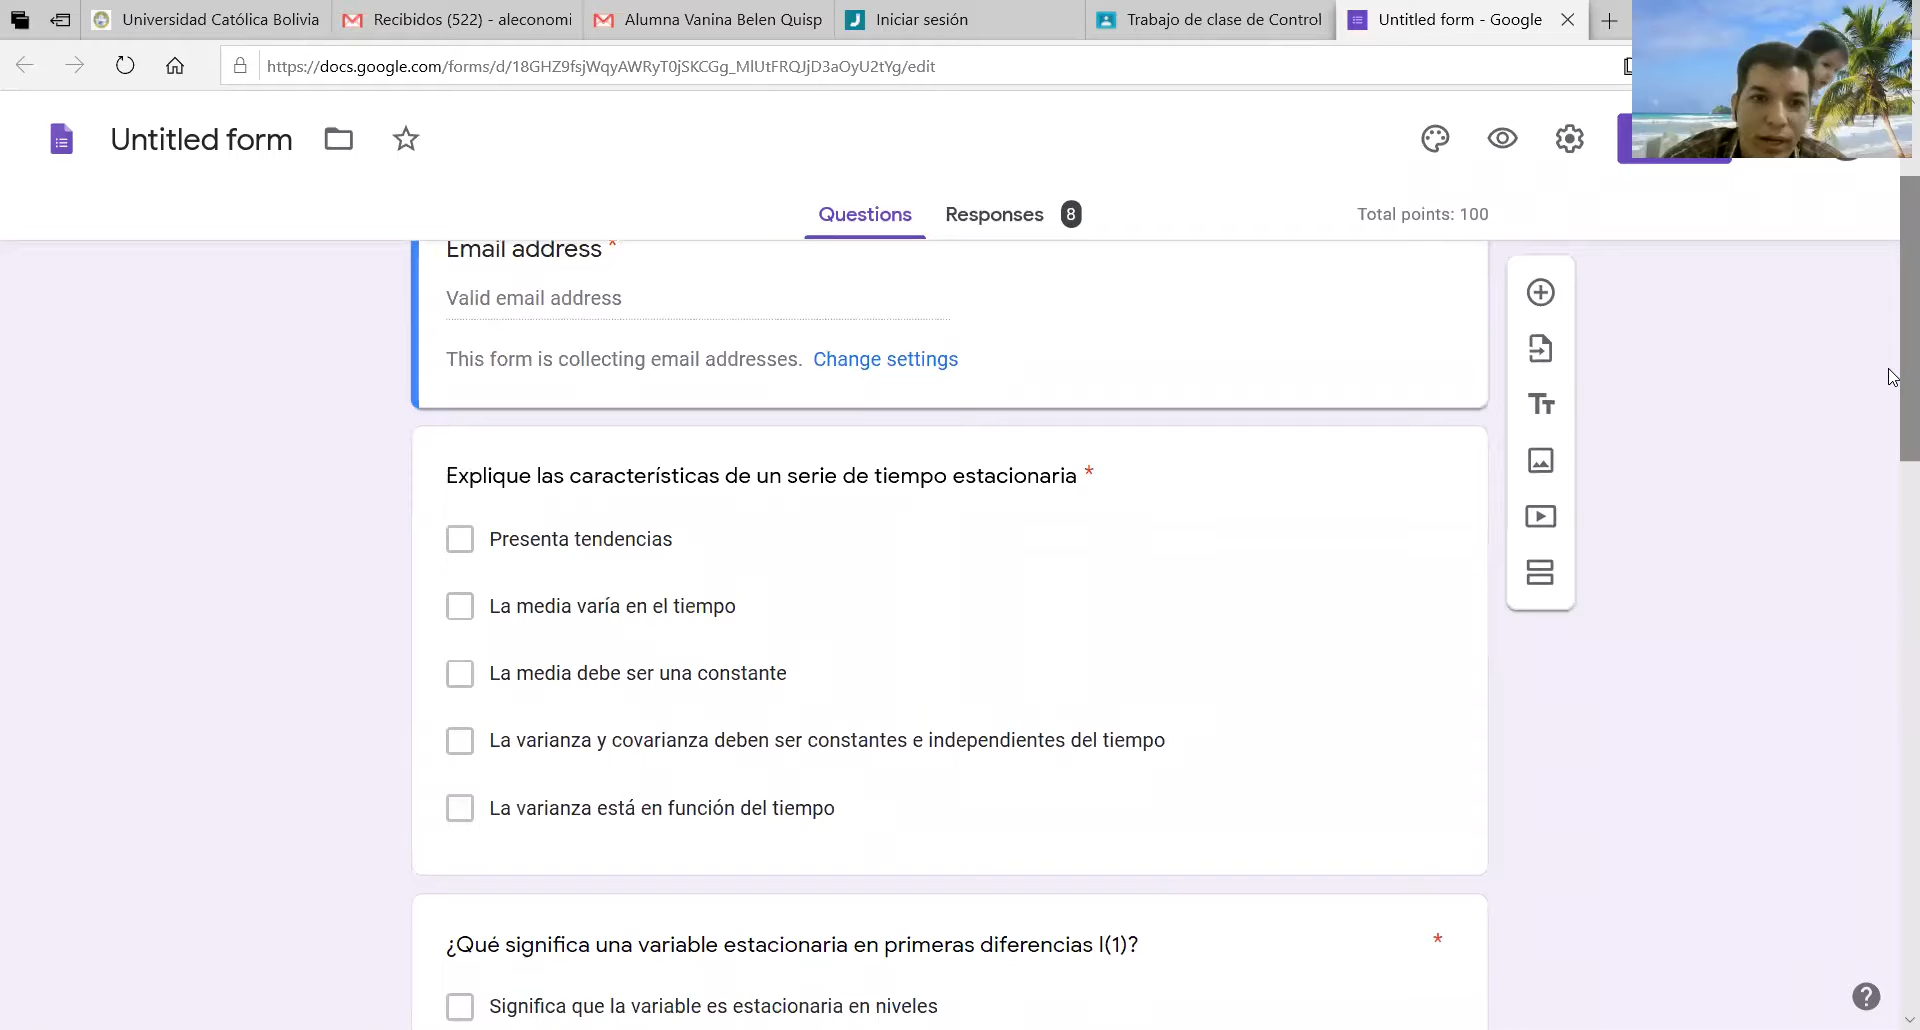 Universidad Católica Bolivia
Recibidos (522) - aleconomi
Alumna Vanina Belen Quisp
Iniciar sesión
Trabajo de clase de Control
Untitled form - Google
https://docs.google.com/forms/d/18GHZ9fsjWqyAWRyT0jSKCGg_MlUtFRQJjD3aOyU2tYg/edit
Untitled form
Questions
Responses 8
Total points: 100
Email address *
Valid email address
This form is collecting email addresses. Change settings
Explique las características de un serie de tiempo estacionaria *
Presenta tendencias
La media varía en el tiempo
La media debe ser una constante
La varianza y covarianza deben ser constantes e independientes del tiempo
La varianza está en función del tiempo
¿Qué significa una variable estacionaria en primeras diferencias I(1)? *
Significa que la variable es estacionaria en niveles